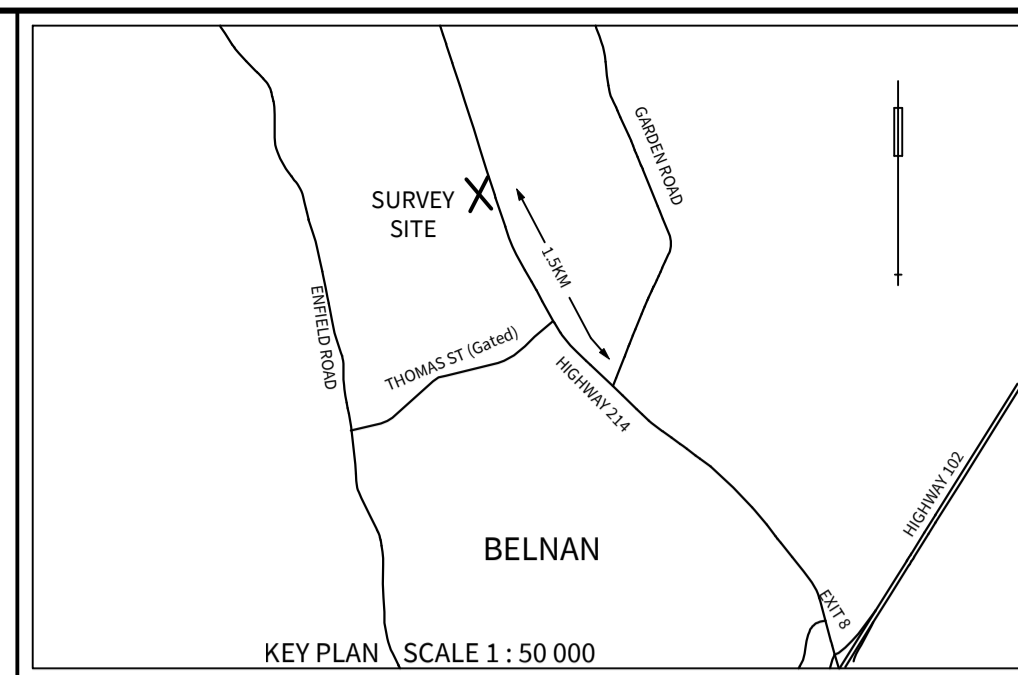 GARDEN ROAD
SURVEY
SITE
1.5KM
ENFIELD ROAD
THOMAS ST (Gated)
HIGHWAY 214
HIGHWAY 102
BELNAN
EXIT 8
KEY PLAN SCALE 1 : 50 000